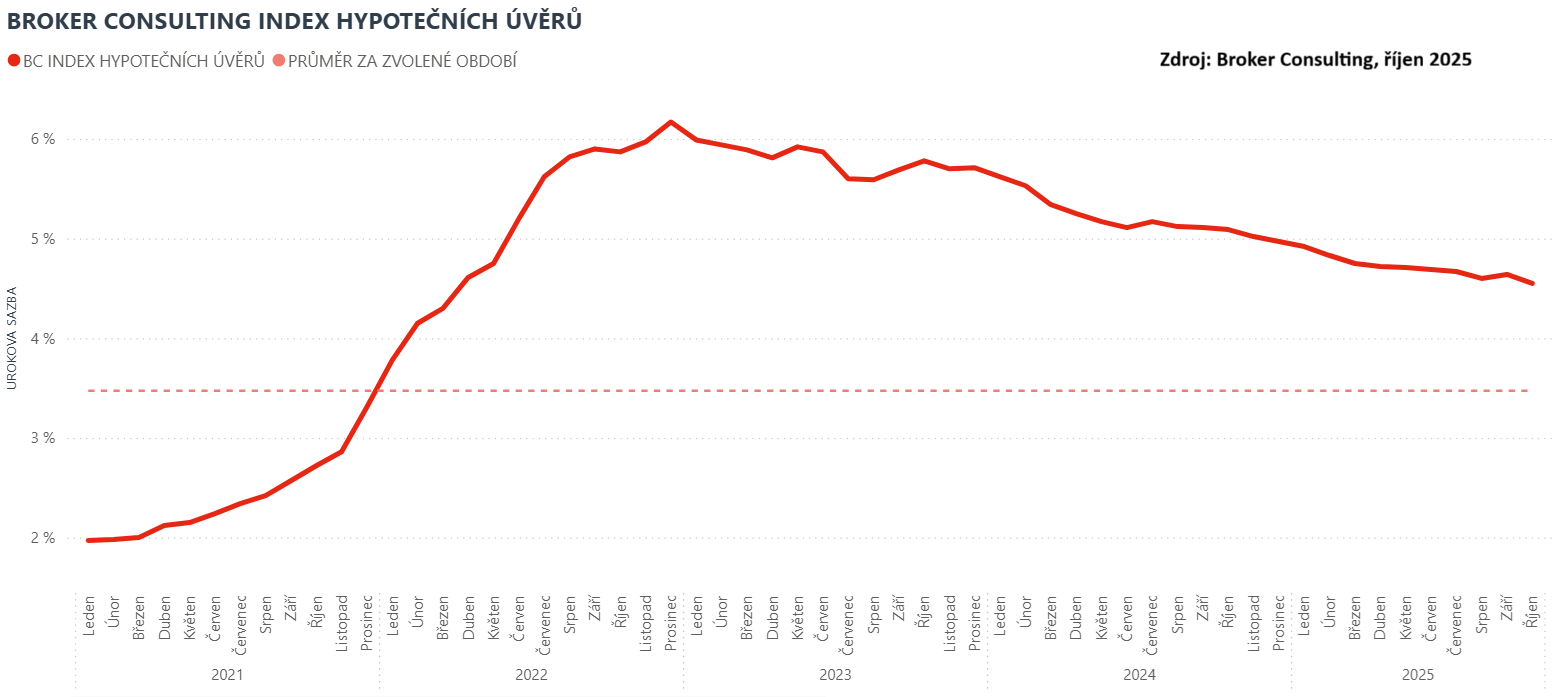 BROKER CONSULTING INDEX HYPOTEČNÍCH ÚVĚRŮ
BC INDEX HYPOTEČNÍCH ÚVĚRŮ PRŮMĚR ZA ZVOLENÉ OBDOBÍ
Zdroj: Broker Consulting, říjen 2025
UROKOVA SAZBA
6 %
5 %
4 %
3 %
2 %
Leden
Únor
Březen
Duben
Květen
Červen
Červenec
Srpen
Září
Říjen
Listopad
Prosinec
Leden
Únor
Březen
Duben
Květen
Červen
Červenec
Srpen
Září
Říjen
Listopad
Prosinec
Leden
Únor
Březen
Duben
Květen
Červen
Červenec
Srpen
Září
Říjen
Listopad
Prosinec
Leden
Únor
Březen
Duben
Květen
Červen
Červenec
Srpen
Září
Říjen
Listopad
Prosinec
Leden
Únor
Březen
Duben
Květen
Červen
Červenec
Srpen
Září
Říjen
2021
2022
2023
2024
2025